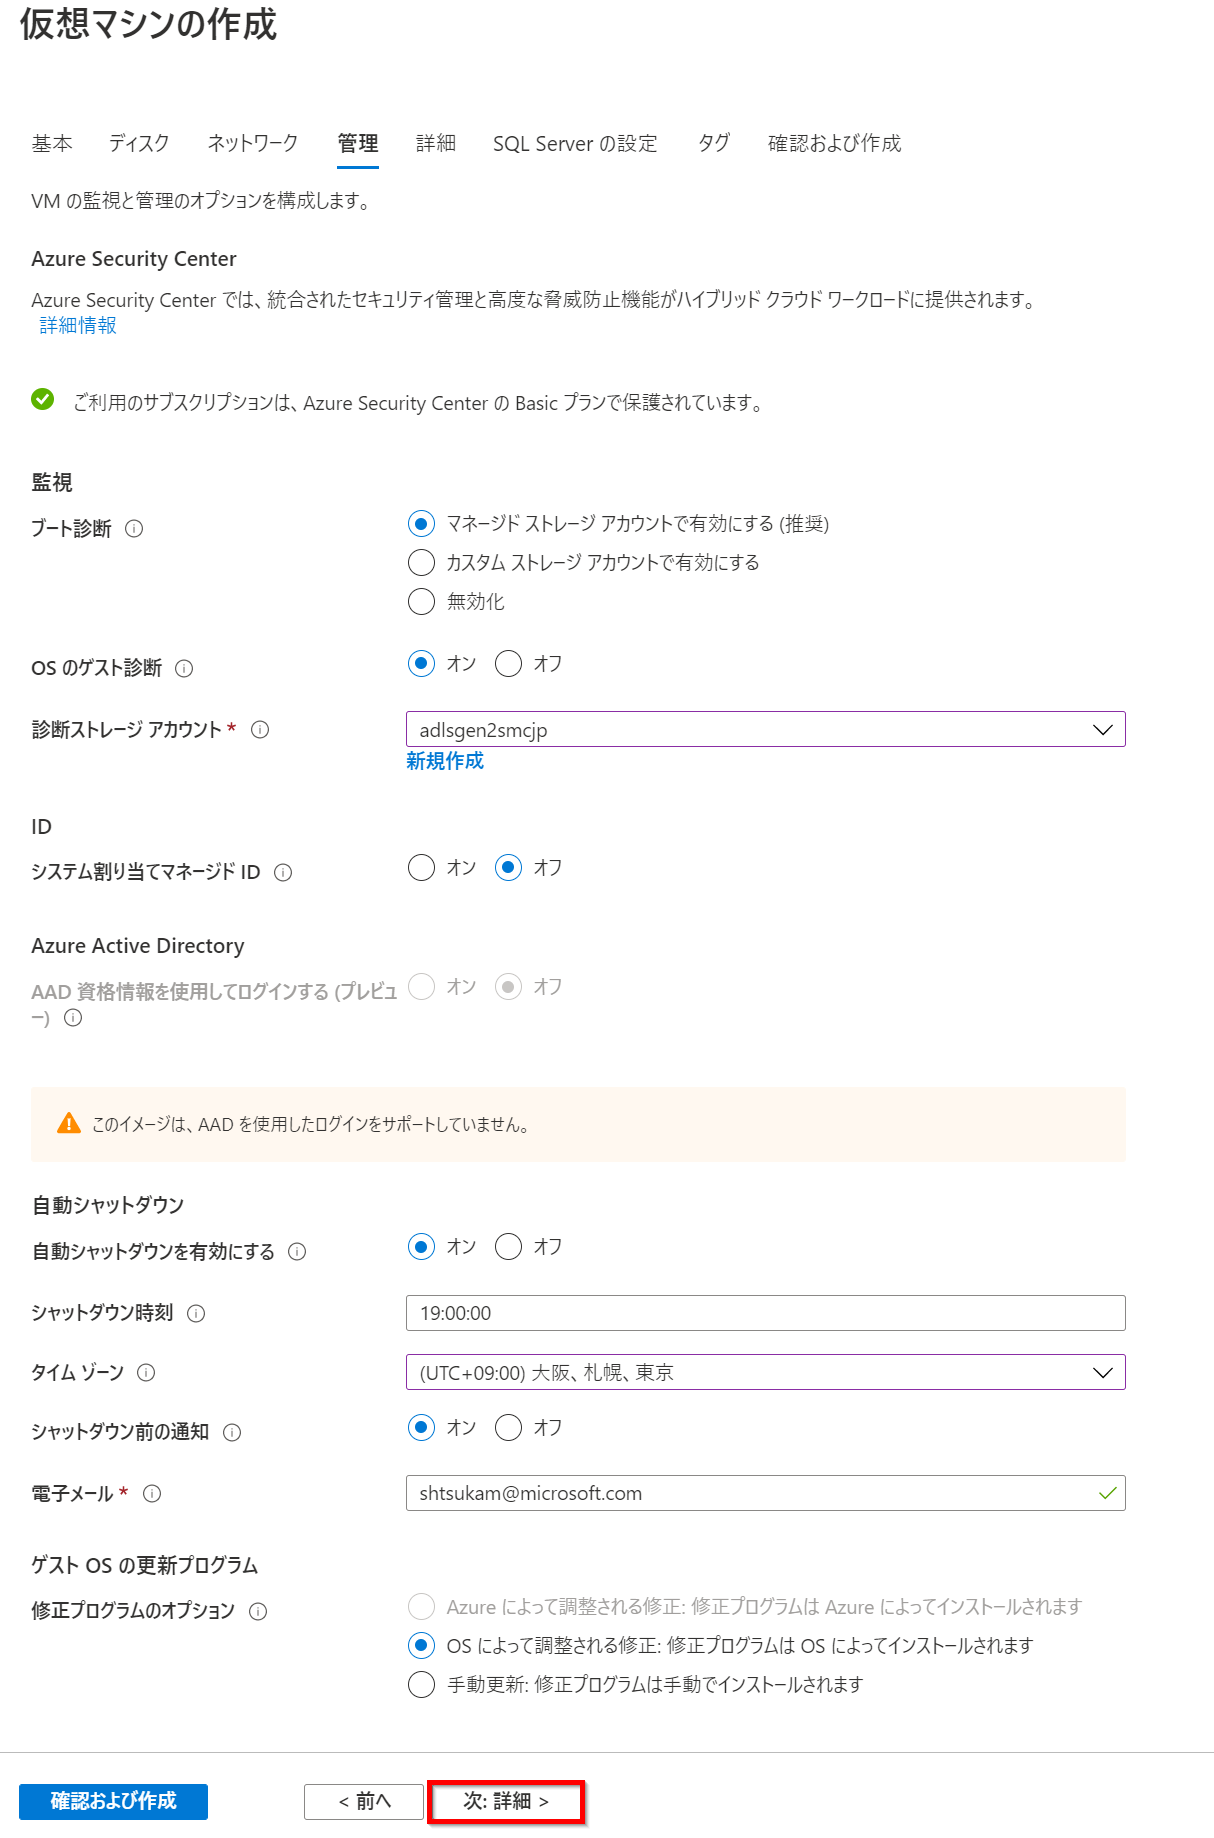 仮想マシンの作成
基本 ディスク ネットワーク 管理 詳細 SQL Server の設定 タグ 確認および作成
VM の監視と管理のオプションを構成します。
Azure Security Center
Azure Security Center では、統合されたセキュリティ管理と高度な脅威防止機能がハイブリッド クラウド ワークロードに提供されます。
詳細情報
ご利用のサブスクリプションは、Azure Security Center の Basic プランで保護されています。
監視
ブート診断
マネージド ストレージ アカウントで有効にする (推奨)
カスタム ストレージ アカウントで有効にする
無効化
OS のゲスト診断 オン オフ
診断ストレージ アカウント * adlsgen2smcjp
新規作成
ID
システム割り当てマネージド ID オン オフ
Azure Active Directory
AAD 資格情報を使用してログインする (プレビュ
ー) オン オフ
このイメージは、AAD を使用したログインをサポートしていません。
自動シャットダウン
自動シャットダウンを有効にする オン オフ
シャットダウン時刻 19:00:00
タイム ゾーン (UTC+09:00) 大阪、札幌、東京
シャットダウン前の通知 オン オフ
電子メール * shtsukam@microsoft.com
ゲスト OS の更新プログラム
修正プログラムのオプション
Azure によって調整される修正: 修正プログラムは Azure によってインストールされます
OS によって調整される修正: 修正プログラムは OS によってインストールされます
手動更新: 修正プログラムは手動でインストールされます
確認および作成 < 前へ 次: 詳細 >